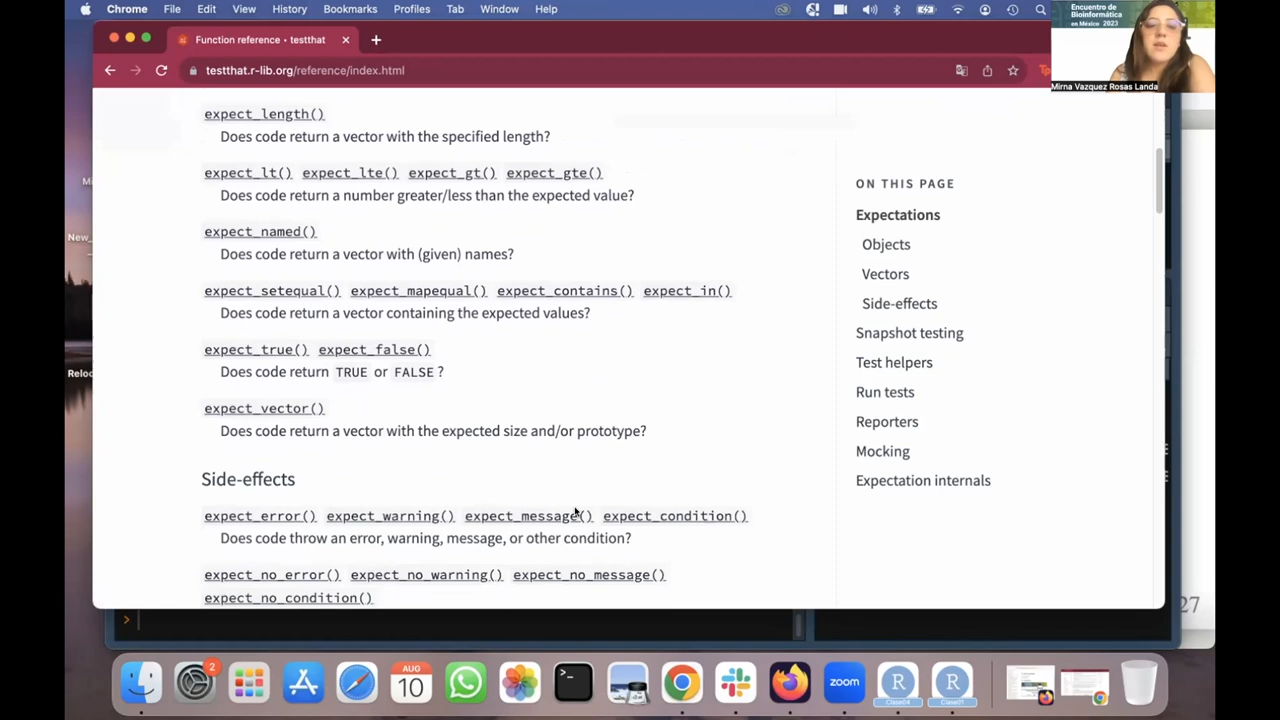 Chrome File Edit View History Bookmarks Profiles Tab Window Help
Function reference • testthat
testthat.r-lib.org/reference/index.html
Encuentro de
Bioinformática
en México 2023
Mirna Vazquez Rosas Landa
expect_length()
Does code return a vector with the specified length?
expect_lt() expect_lte() expect_gt() expect_gte()
Does code return a number greater/less than the expected value?
expect_named()
Does code return a vector with (given) names?
expect_setequal() expect_mapequal() expect_contains() expect_in()
Does code return a vector containing the expected values?
expect_true() expect_false()
Does code return TRUE or FALSE ?
expect_vector()
Does code return a vector with the expected size and/or prototype?
Side-effects
expect_error() expect_warning() expect_message() expect_condition()
Does code throw an error, warning, message, or other condition?
expect_no_error() expect_no_warning() expect_no_message()
expect_no_condition()
ON THIS PAGE
Expectations
Objects
Vectors
Side-effects
Snapshot testing
Test helpers
Run tests
Reporters
Mocking
Expectation internals
Mi
New_
Reloc
>
27
2
AUG
10
>_
zoom
R
Clase04
R
Clase01